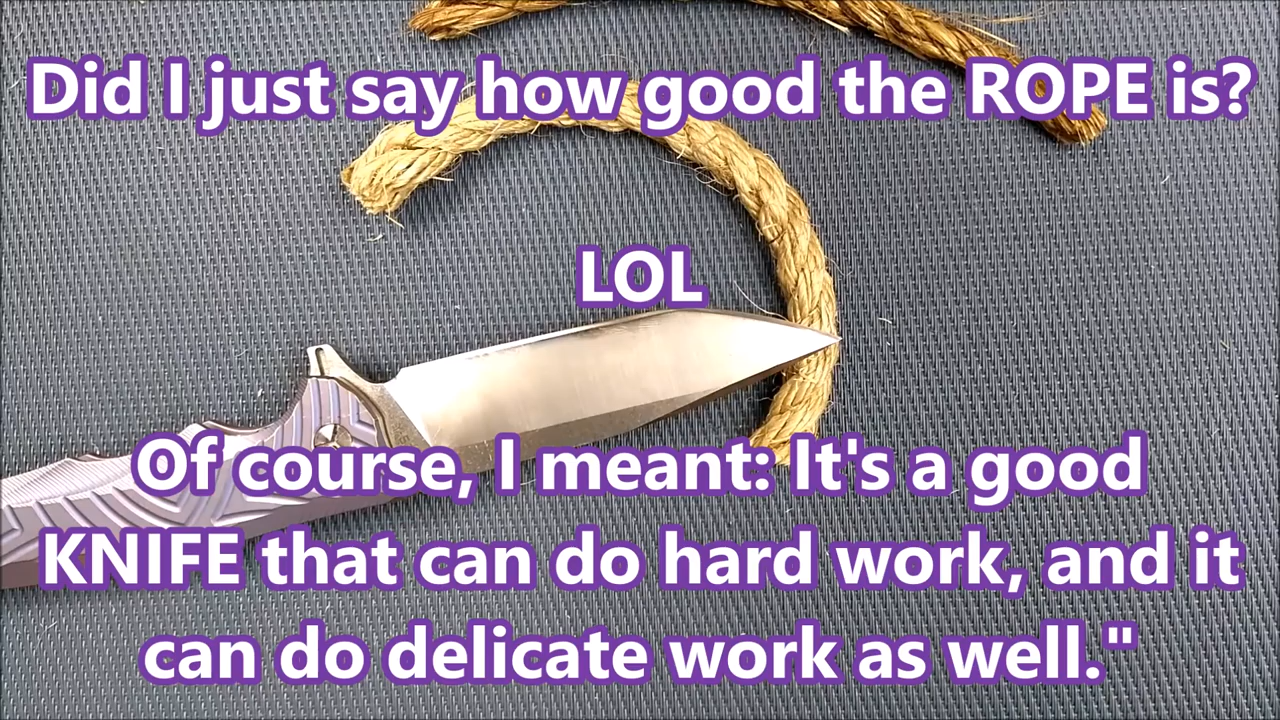 Did I just say how good the ROPE is?
LOL
Of course, I meant: It's a good
KNIFE that can do hard work, and it
can do delicate work as well."